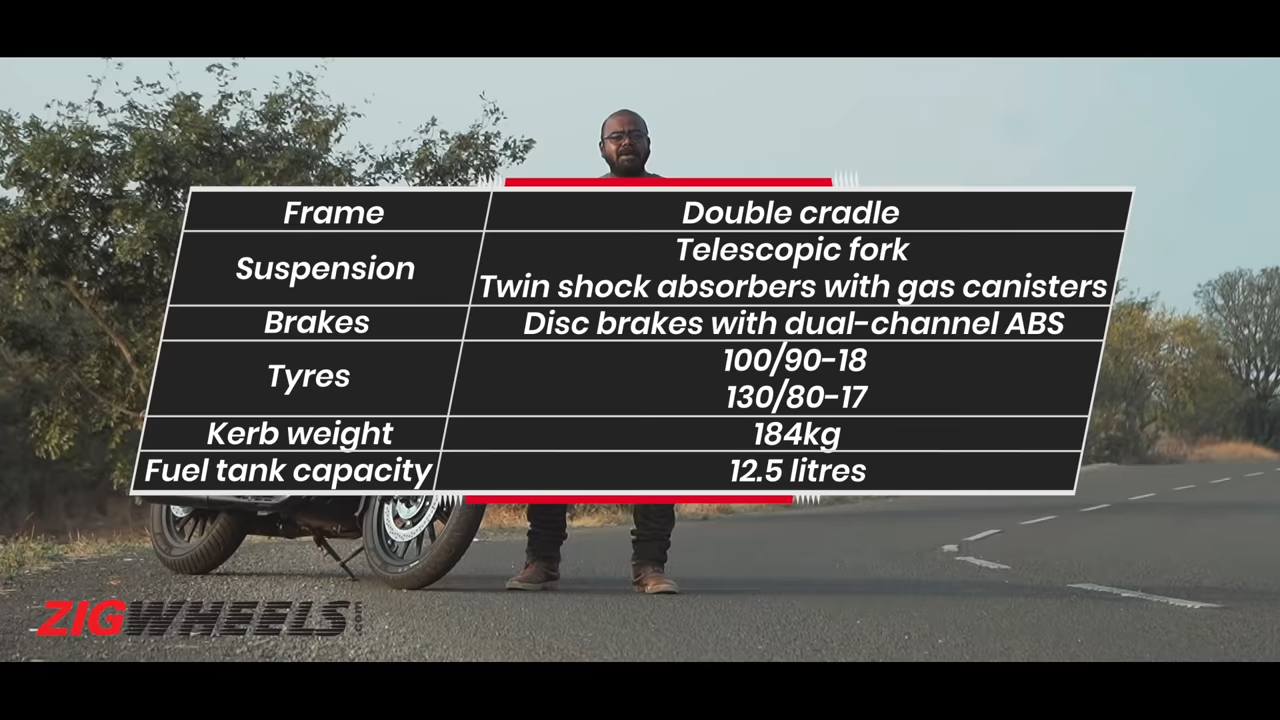 Frame
Double cradle
Suspension
Telescopic fork
Twin shock absorbers with gas canisters
Brakes
Disc brakes with dual-channel ABS
Tyres
100/90-18
130/80-17
Kerb weight
184kg
Fuel tank capacity
12.5 litres
ZIGWHEELS.com